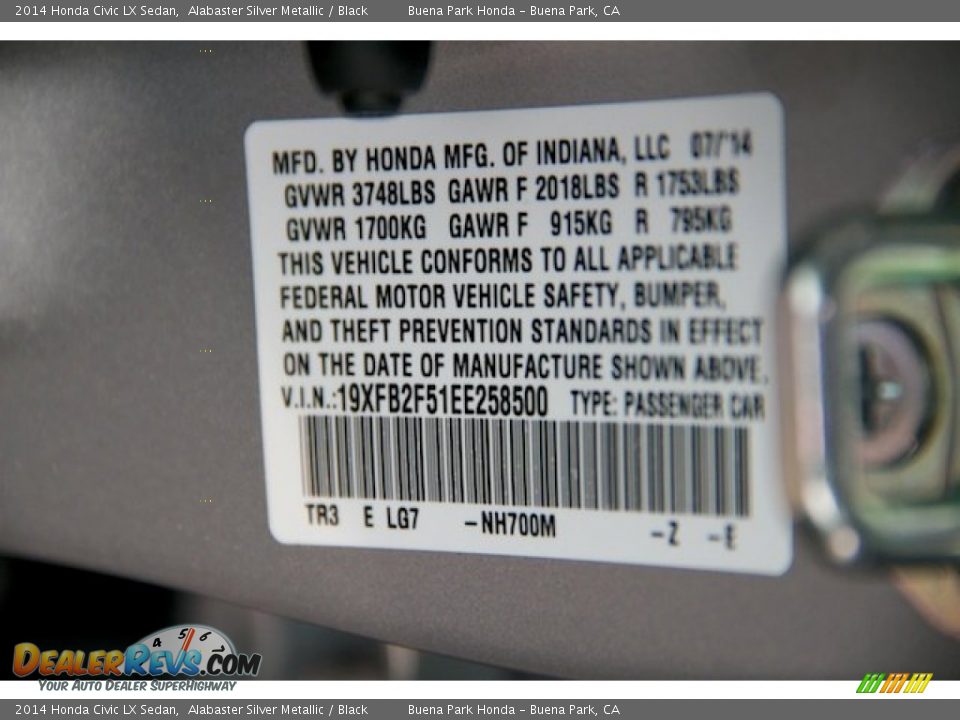 2014 Honda Civic LX Sedan, Alabaster Silver Metallic / Black Buena Park Honda - Buena Park, CA
MFD. BY HONDA MFG. OF INDIANA, LLC 07/'14
GVWR 3748LBS GAWR F 2018LBS R 1753LBS
GVWR 1700KG GAWR F 915KG R 795KG
THIS VEHICLE CONFORMS TO ALL APPLICABLE
FEDERAL MOTOR VEHICLE SAFETY, BUMPER,
AND THEFT PREVENTION STANDARDS IN EFFECT
ON THE DATE OF MANUFACTURE SHOWN ABOVE.
V.I.N.:19XFB2F51EE258500 TYPE: PASSENGER CAR
TR3 E LG7 -NH700M -Z -E
4 5 6
DEALERREVS.COM
YOUR AUTO DEALER SUPERHIGHWAY
2014 Honda Civic LX Sedan, Alabaster Silver Metallic / Black Buena Park Honda - Buena Park, CA